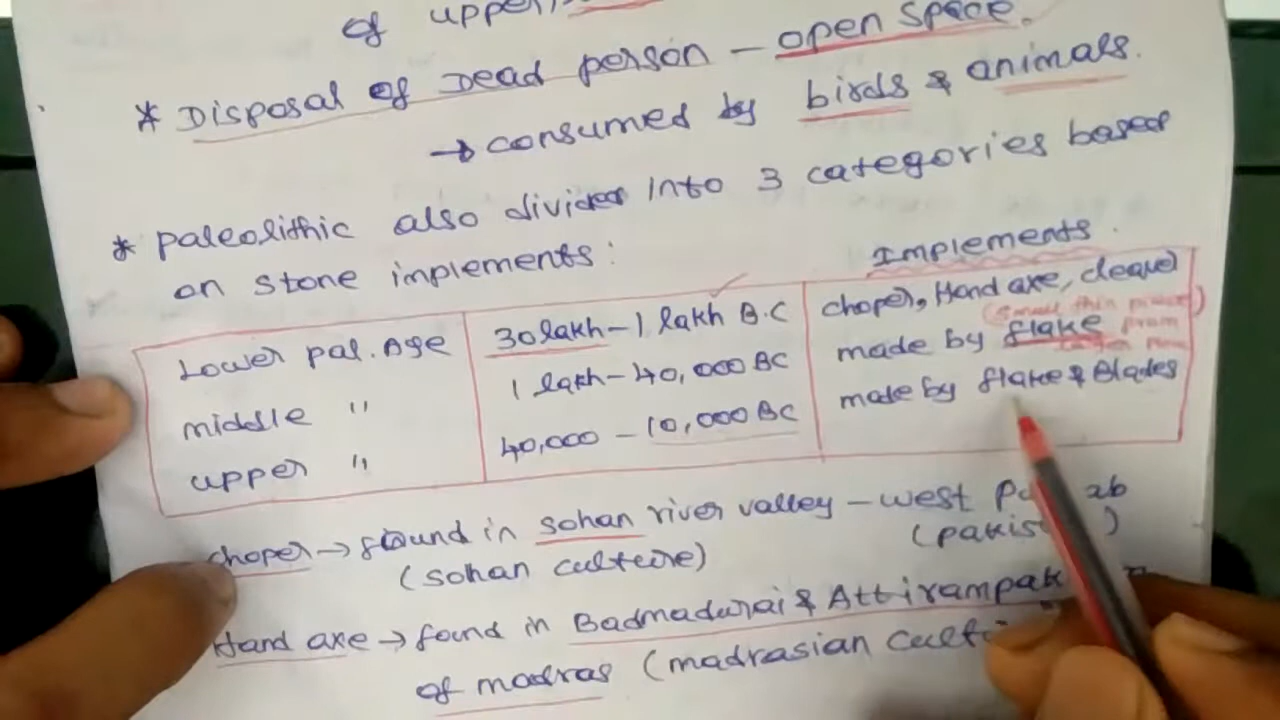 of upper
* Disposal of Dead person - open space.
→ consumed by birds & animals.
* paleolithic also divided into 3 categories based
on stone implements:
Implements.
Lower pal. Age 30 lakh - 1 lakh B.C choper, Hand axe, cleaver
(small thin pieces)
middle " 1 lakh - 40,000 BC made by flake
upper " 40,000 - 10,000 BC made by flake & Blades
choper → found in sohan river valley - west
(sohan culture)
Hand axe → found in Badmadurai & Attirampak
of madras (madrasian